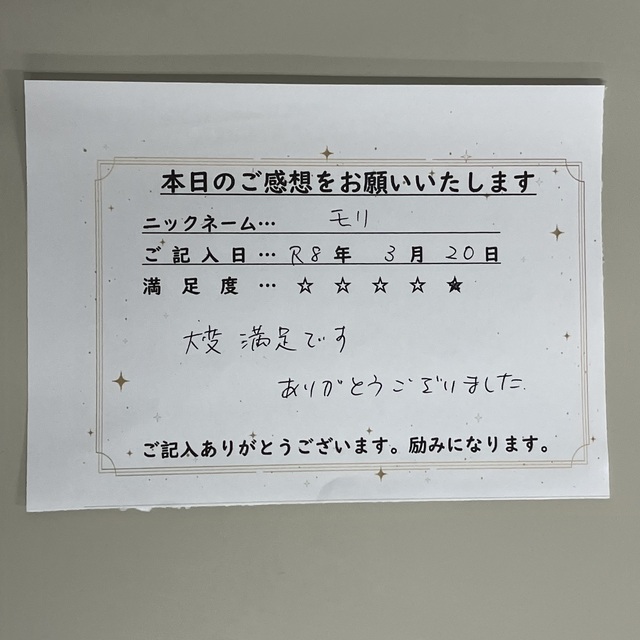 本日のご感想をお願いいたします
ニックネーム… モリ
ご記入日… R8年 3月 20日
満足度… ☆ ☆ ☆ ☆ ★
大変満足です
ありがとうございました
ご記入ありがとうございます。励みになります。